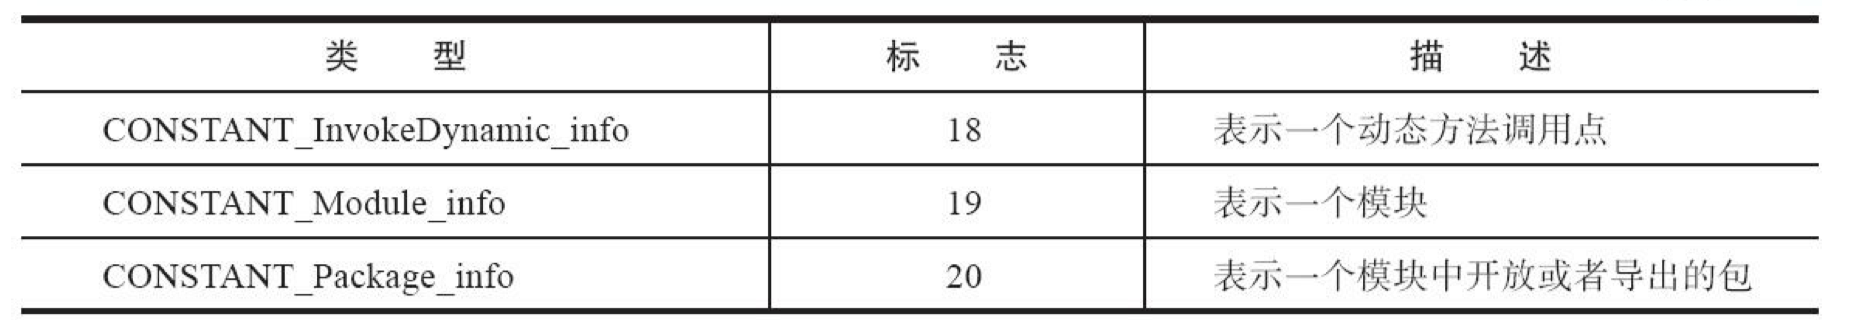 类 型 标 志 描 述
CONSTANT_InvokeDynamic_info 18 表示一个动态方法调用点
CONSTANT_Module_info 19 表示一个模块
CONSTANT_Package_info 20 表示一个模块中开放或者导出的包